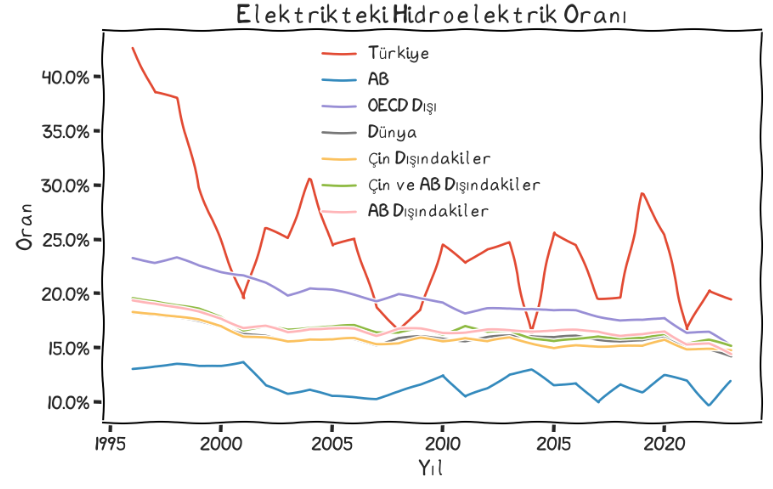 Elektrikteki Hidroelektrik Oranı
Türkiye
AB
OECD Dışı
Dünya
Çin Dışındakiler
Çin ve AB Dışındakiler
AB Dışındakiler
Oran
40.0%
35.0%
30.0%
25.0%
20.0%
15.0%
10.0%
1995 2000 2005 2010 2015 2020
Yıl